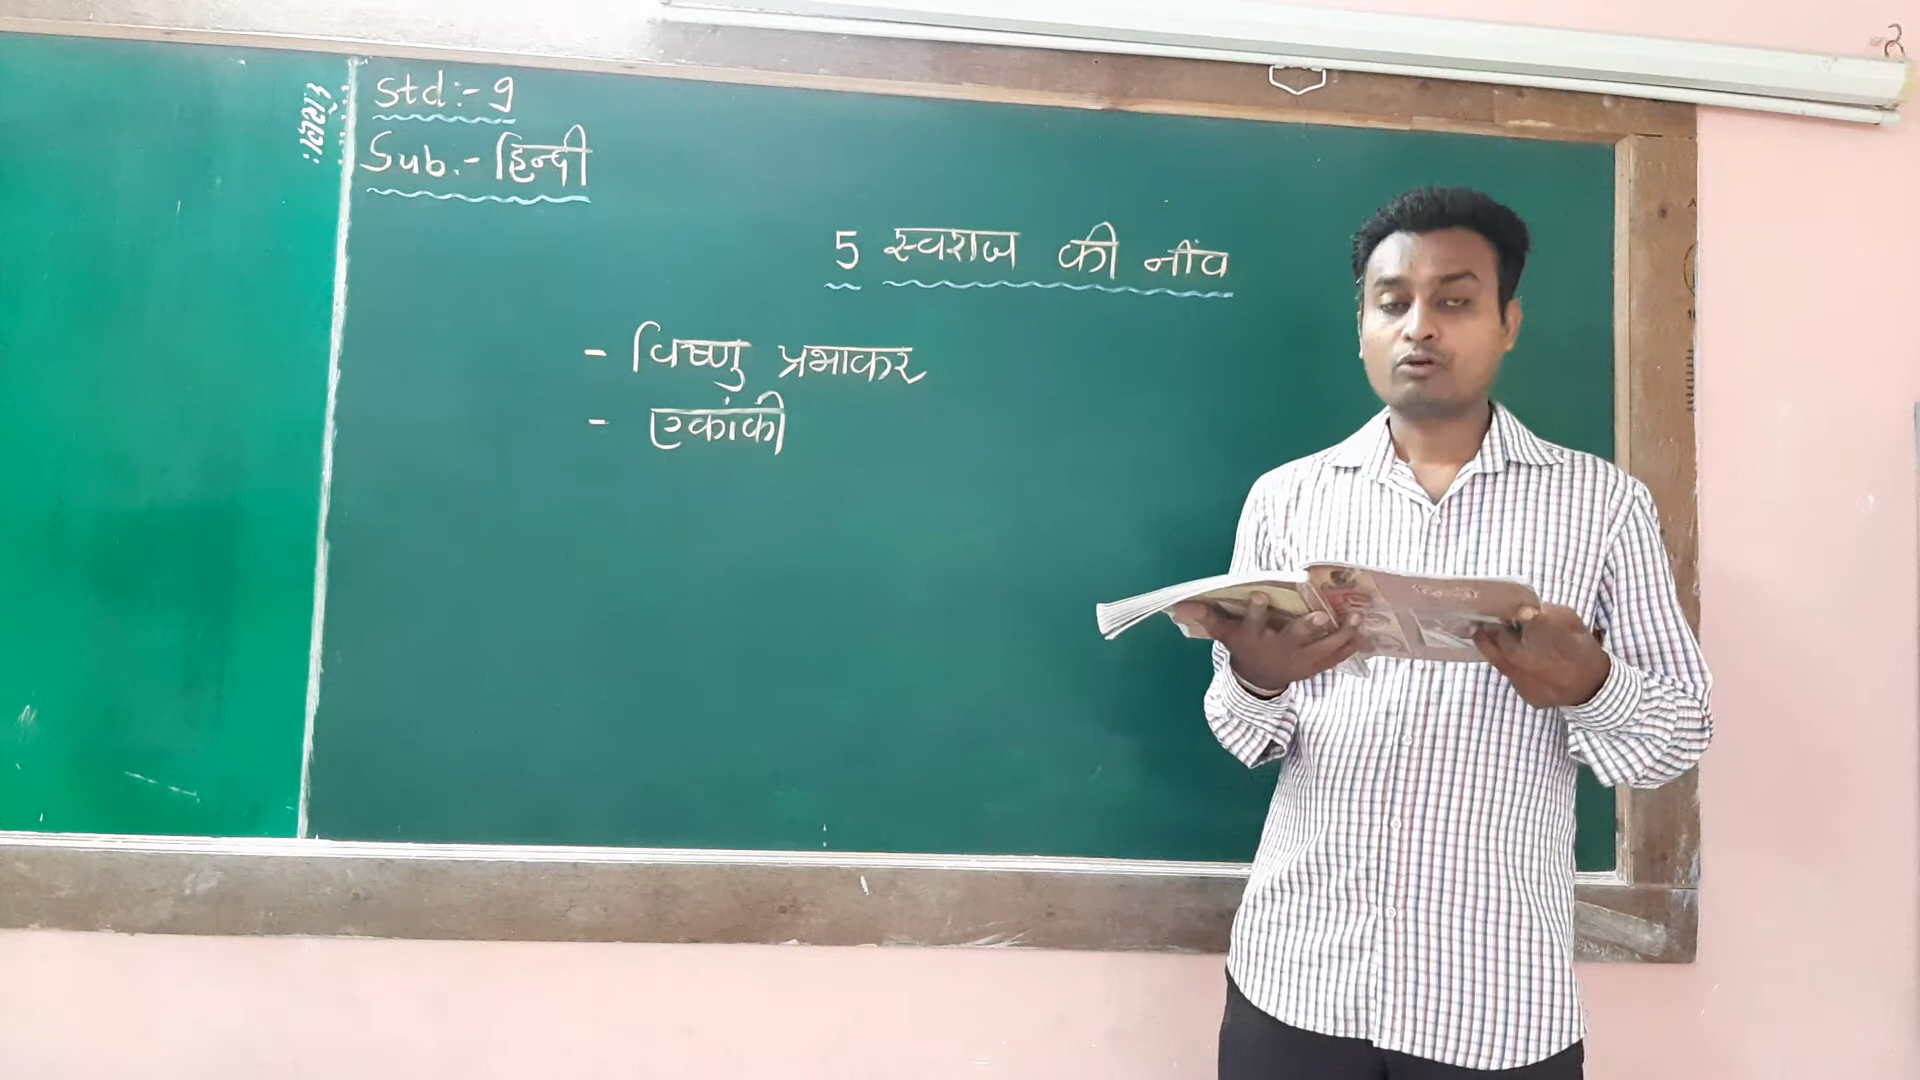 Std:- 9
Sub.- हिन्दी
5 स्वराज की नींव
- विष्णु प्रभाकर
- एकांकी